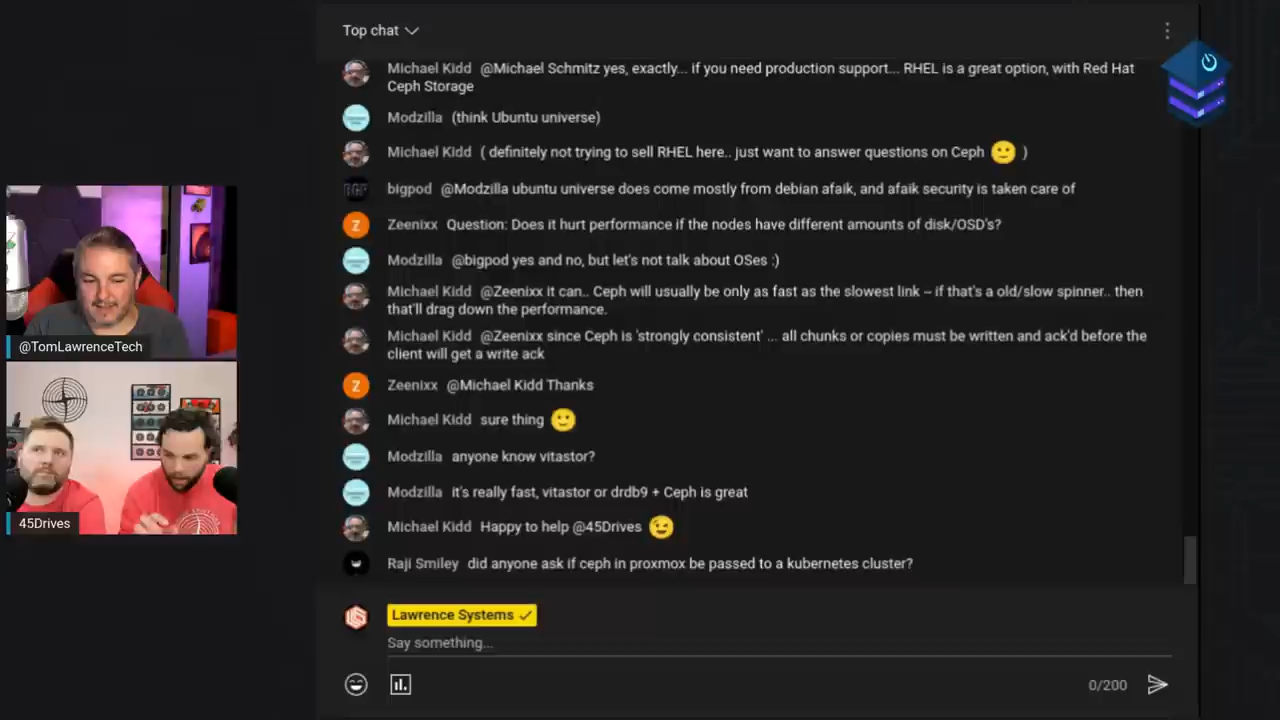 Top chat
Michael Kidd @Michael Schmitz yes, exactly... if you need production support... RHEL is a great option, with Red Hat
Ceph Storage
Modzilla (think Ubuntu universe)
Michael Kidd ( definitely not trying to sell RHEL here.. just want to answer questions on Ceph 🙂 )
bigpod @Modzilla ubuntu universe does come mostly from debian afaik, and afaik security is taken care of
Z Zeenixx Question: Does it hurt performance if the nodes have different amounts of disk/OSD's?
Modzilla @bigpod yes and no, but let's not talk about OSes :)
Michael Kidd @Zeenixx it can.. Ceph will usually be only as fast as the slowest link – if that's a old/slow spinner.. then
that'll drag down the performance.
Michael Kidd @Zeenixx since Ceph is 'strongly consistent' ... all chunks or copies must be written and ack'd before the
client will get a write ack
Z Zeenixx @Michael Kidd Thanks
Michael Kidd sure thing 🙂
Modzilla anyone know vitastor?
Modzilla it's really fast, vitastor or drdb9 + Ceph is great
Michael Kidd Happy to help @45Drives 😉
Raji Smiley did anyone ask if ceph in proxmox be passed to a kubernetes cluster?
Lawrence Systems ✓
Say something...
0/200
@TomLawrenceTech
45Drives